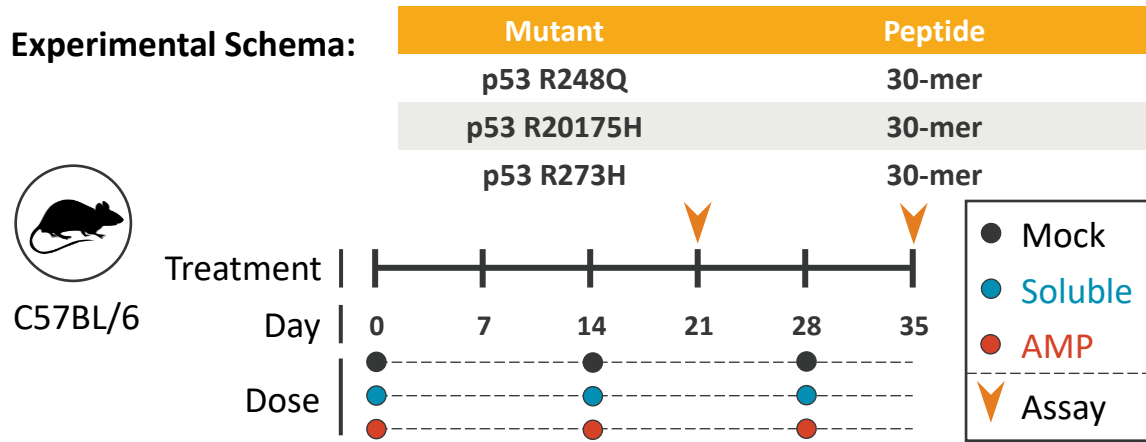 Experimental Schema:
Mutant Peptide
p53 R248Q 30-mer
p53 R20175H 30-mer
p53 R273H 30-mer
C57BL/6
Treatment
Day 0 7 14 21 28 35
Dose
Mock
Soluble
AMP
Assay